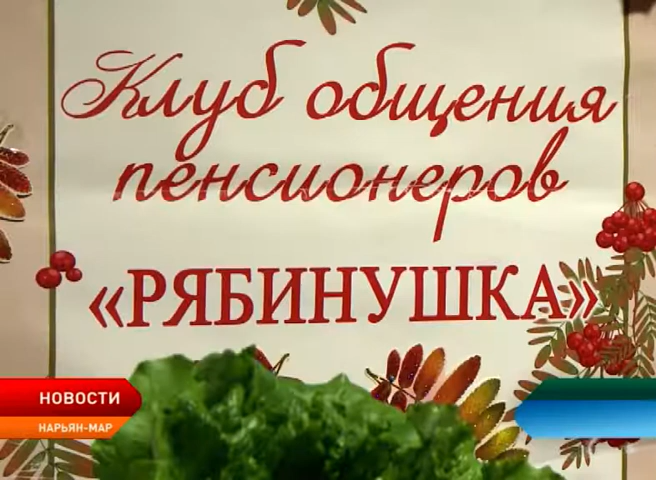 Клуб общения
пенсионеров
«РЯБИНУШКА»
НОВОСТИ
НАРЬЯН-МАР